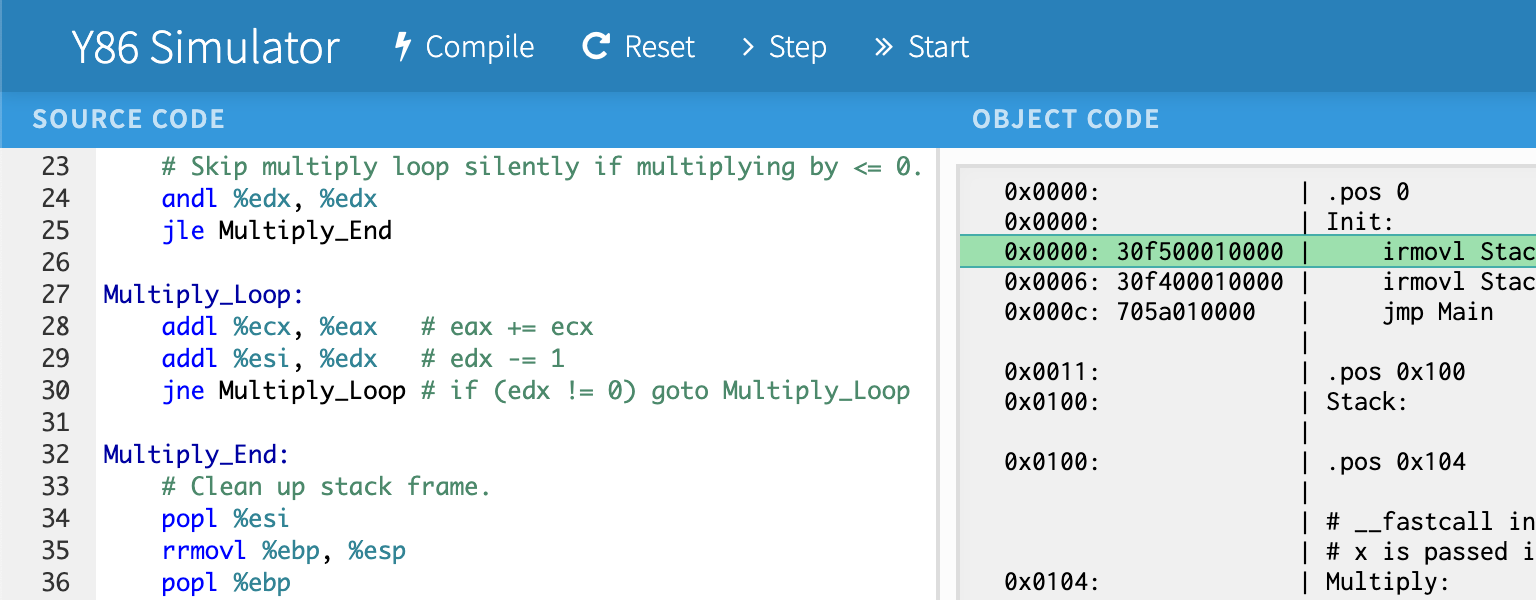 Y86 Simulator Compile Reset Step Start
SOURCE CODE
23 # Skip multiply loop silently if multiplying by <= 0.
24 andl %edx, %edx
25 jle Multiply_End
26
27 Multiply_Loop:
28 addl %ecx, %eax # eax += ecx
29 addl %esi, %edx # edx -= 1
30 jne Multiply_Loop # if (edx != 0) goto Multiply_Loop
31
32 Multiply_End:
33 # Clean up stack frame.
34 popl %esi
35 rrmovl %ebp, %esp
36 popl %ebp
OBJECT CODE
0x0000: | .pos 0
0x0000: | Init:
0x0000: 30f500010000 | irmovl Stac
0x0006: 30f400010000 | irmovl Stac
0x000c: 705a010000 | jmp Main
|
0x0011: | .pos 0x100
0x0100: | Stack:
|
0x0100: | .pos 0x104
|
| # __fastcall in
| # x is passed i
0x0104: | Multiply: